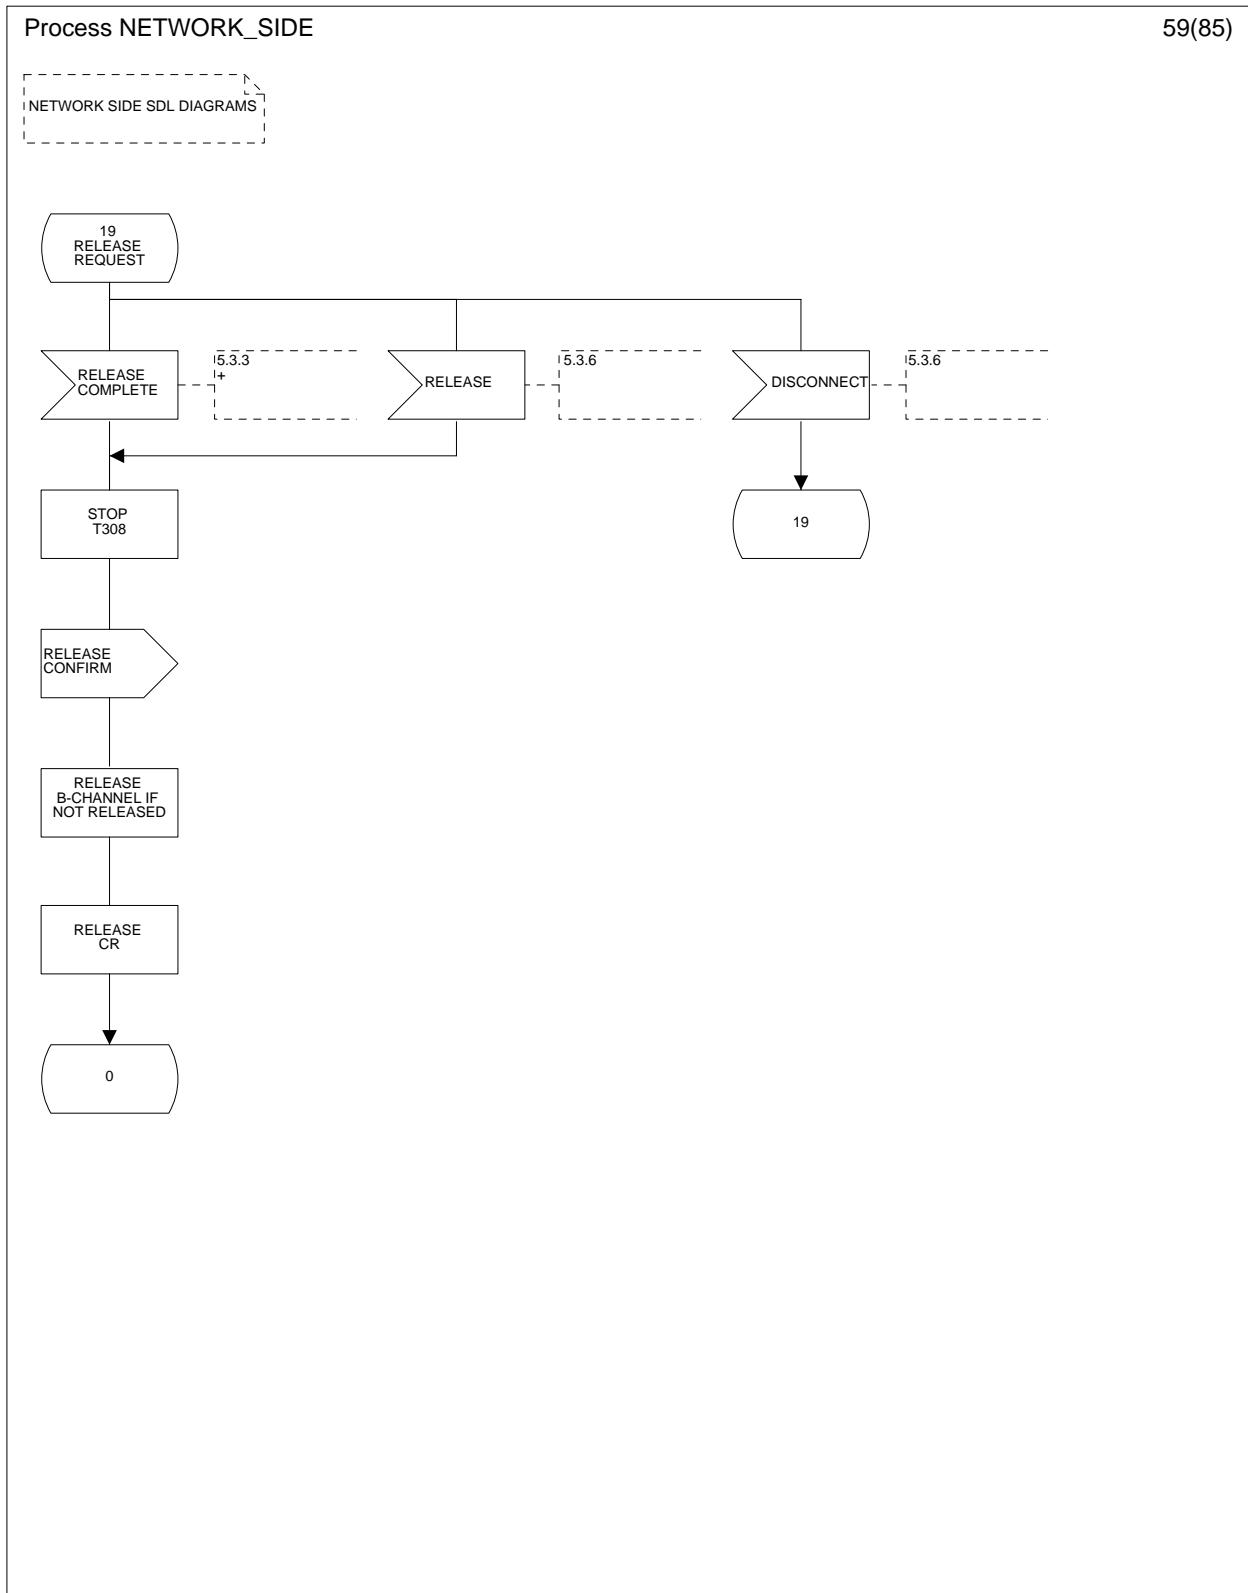 Process NETWORK_SIDE
59(85)
NETWORK SIDE SDL DIAGRAMS
19
RELEASE
REQUEST
RELEASE
COMPLETE
5.3.3
+
RELEASE
5.3.6
DISCONNECT
5.3.6
STOP
T308
19
RELEASE
CONFIRM
RELEASE
B-CHANNEL IF
NOT RELEASED
RELEASE
CR
0